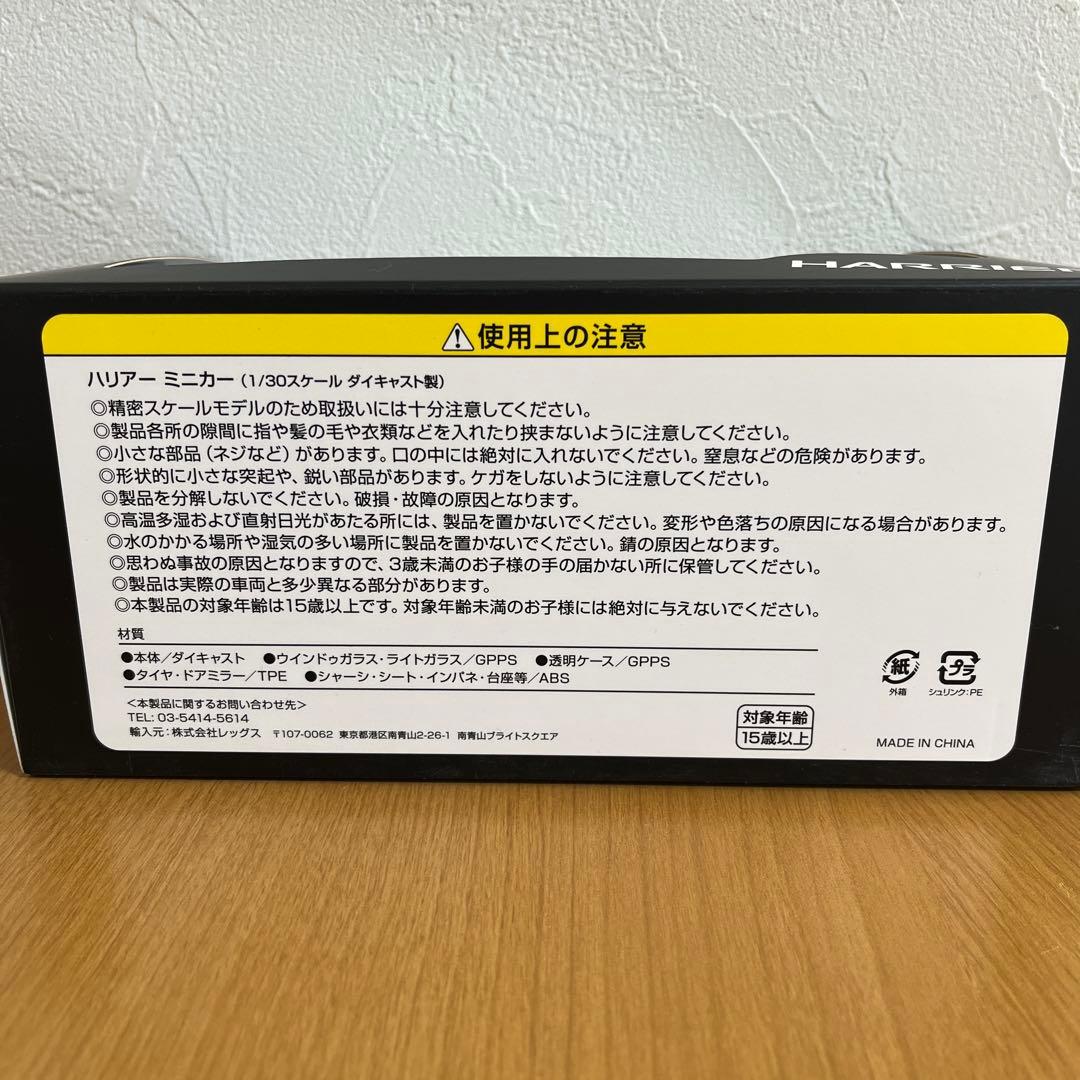 HARRIER
⚠使用上の注意
ハリアー ミニカー（1/30スケール ダイキャスト製）
◎精密スケールモデルのため取扱いには十分注意してください。
◎製品各所の隙間に指や髪の毛や衣類などを入れたり挟まないように注意してください。
◎小さな部品（ネジなど）があります。口の中には絶対に入れないでください。窒息などの危険があります。
◎形状的に小さな突起や、鋭い部品があります。ケガをしないように注意してください。
◎製品を分解しないでください。破損・故障の原因となります。
◎高温多湿および直射日光があたる所には、製品を置かないでください。変形や色落ちの原因になる場合があります。
◎水のかかる場所や湿気の多い場所に製品を置かないでください。錆の原因となります。
◎思わぬ事故の原因となりますので、3歳未満のお子様の手の届かない所に保管してください。
◎製品は実際の車両と多少異なる部分があります。
◎本製品の対象年齢は15歳以上です。対象年齢未満のお子様には絶対に与えないでください。
材質
●本体／ダイキャスト ●ウインドゥガラス・ライトガラス／GPPS ●透明ケース／GPPS
●タイヤ・ドアミラー／TPE ●シャーシ・シート・インパネ・台座等／ABS
紙
外箱
プラ
シュリンク：PE
＜本製品に関するお問い合わせ先＞
TEL: 03-5414-5614
輸入元：株式会社レッグス 〒107-0062 東京都港区南青山2-26-1 南青山ブライトスクエア
対象年齢
15歳以上
MADE IN CHINA